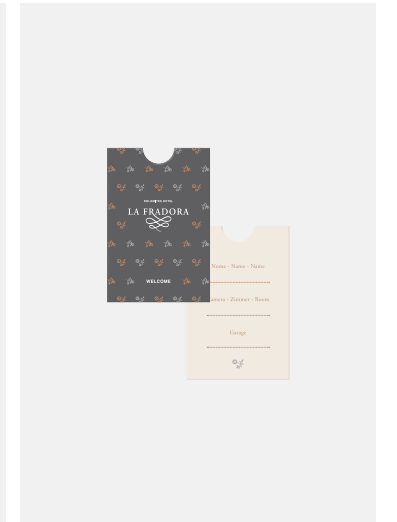 LA FRADORA
WELCOME
Nome - Name - Name
Camera - Zimmer - Room
Garage